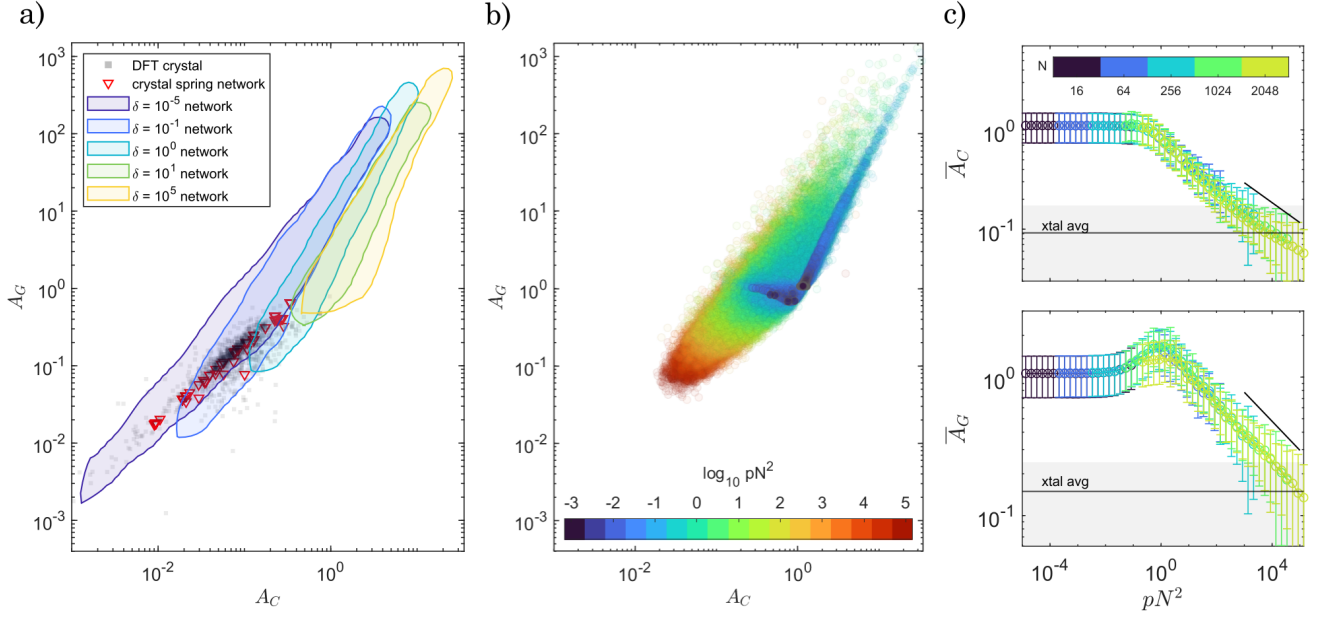 a)
b)
c)
DFT crystal
crystal spring network
δ = 10^-5 network
δ = 10^-1 network
δ = 10^0 network
δ = 10^1 network
δ = 10^5 network
10^3
10^2
10^1
10^0
10^-1
10^-2
10^-3
A_G
10^-2
10^0
A_C
10^3
10^2
10^1
10^0
10^-1
10^-2
10^-3
A_G
log_10 pN^2
-3 -2 -1 0 1 2 3 4 5
10^-2
10^0
A_C
N
16 64 256 1024 2048
10^0
10^-1
A̅_C
xtal avg
10^0
10^-1
A̅_G
xtal avg
10^-4
10^0
10^4
pN^2